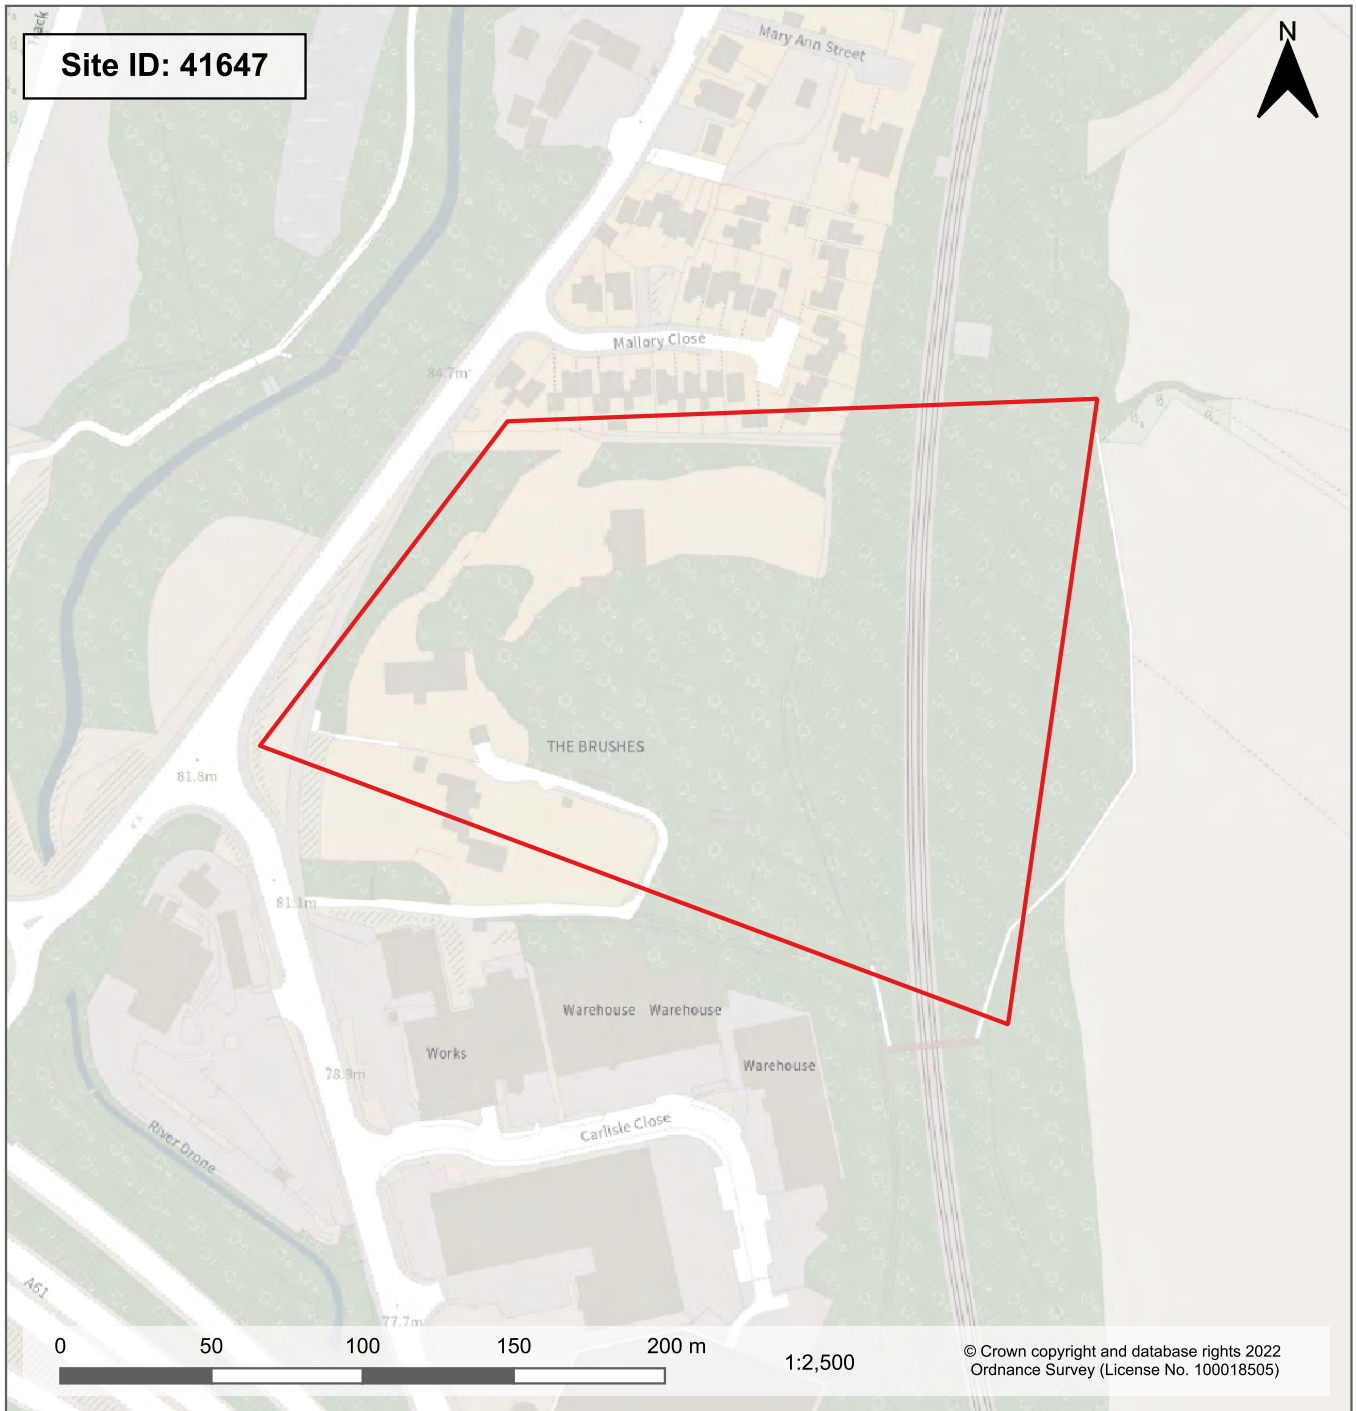 Track
Site ID: 41647
Mary Ann Street
N
Mallory Close
84.7m
THE BRUSHES
81.8m
81.1m
Warehouse Warehouse
Works
Warehouse
78.9m
Carlisle Close
River Drone
A61
77.7m
0 50 100 150 200 m
1:2,500
© Crown copyright and database rights 2022
Ordnance Survey (License No. 100018505)